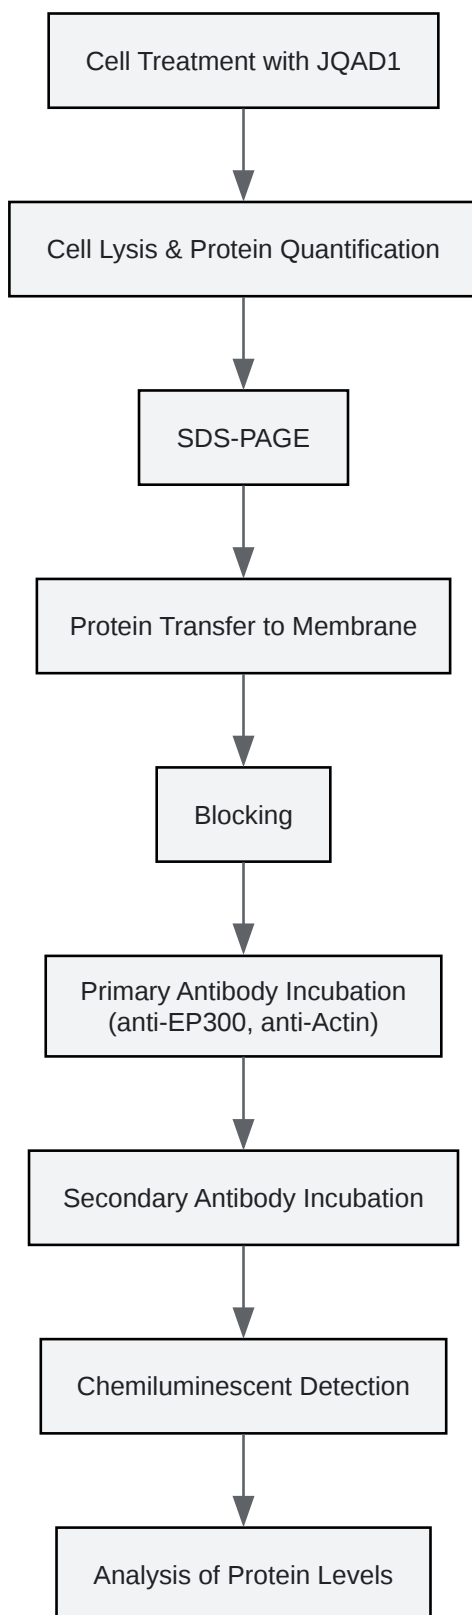 Cell Treatment with JQAD1
Cell Lysis & Protein Quantification
SDS-PAGE
Protein Transfer to Membrane
Blocking
Primary Antibody Incubation
(anti-EP300, anti-Actin)
Secondary Antibody Incubation
Chemiluminescent Detection
Analysis of Protein Levels